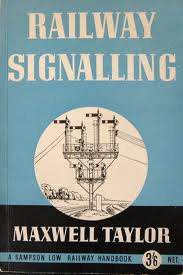 RAILWAY
SIGNALLING
MAXWELL TAYLOR
A SAMPSON LOW RAILWAY HANDBOOK 3/6 NET.